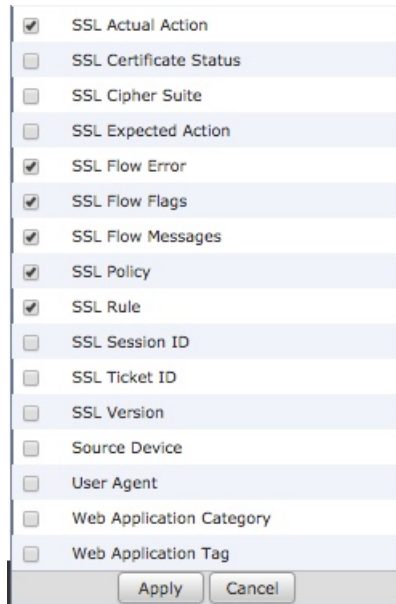 SSL Actual Action
SSL Certificate Status
SSL Cipher Suite
SSL Expected Action
SSL Flow Error
SSL Flow Flags
SSL Flow Messages
SSL Policy
SSL Rule
SSL Session ID
SSL Ticket ID
SSL Version
Source Device
User Agent
Web Application Category
Web Application Tag
Apply Cancel